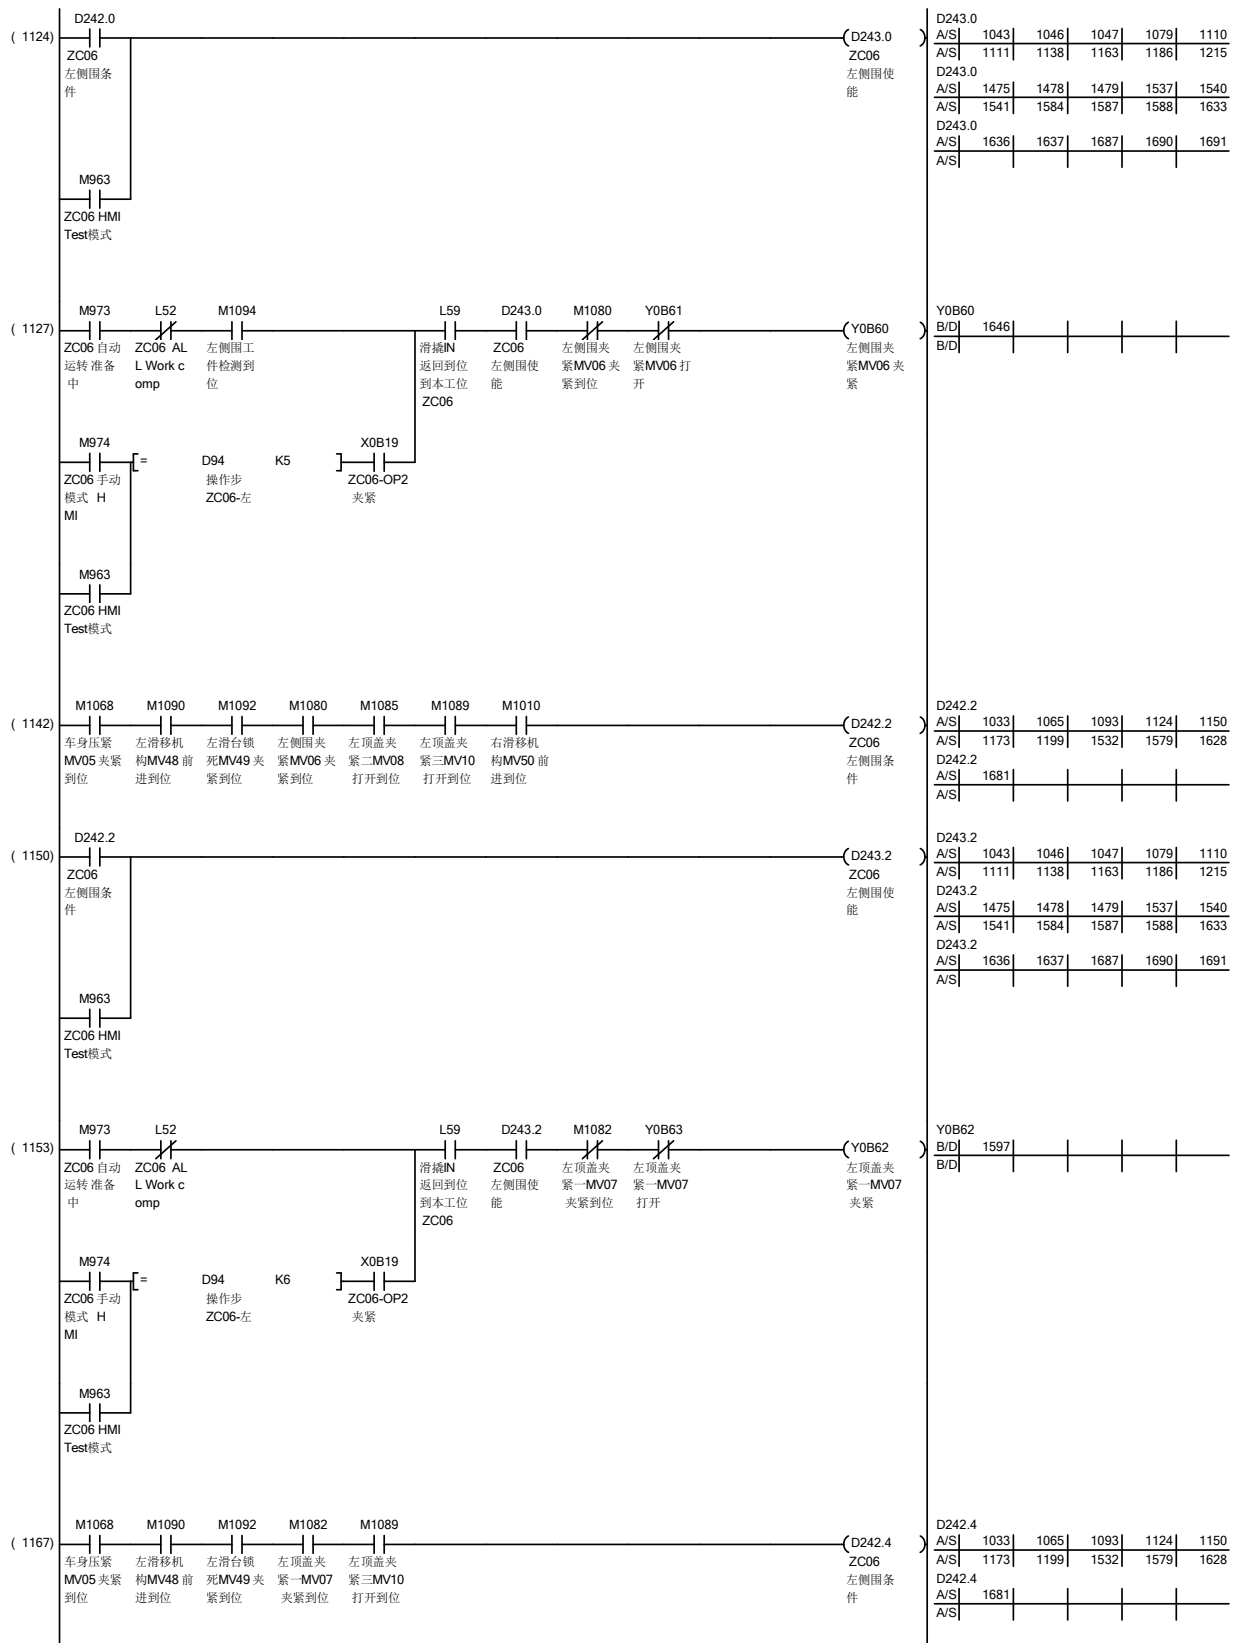 D242.0
( 1124)
ZC06
左侧围条
件
D243.0
ZC06
左侧围使
能
M963
ZC06 HMI
Test模式
D243.0
A/S 1043 1046 1047 1079 1110
A/S 1111 1138 1163 1186 1215
D243.0
A/S 1475 1478 1479 1537 1540
A/S 1541 1584 1587 1588 1633
D243.0
A/S 1636 1637 1687 1690 1691
A/S
M973 L52 M1094 L59 D243.0 M1080 Y0B61
( 1127) Y0B60
ZC06 自动 ZC06 AL 左侧围工 滑撬IN ZC06 左侧围夹 左侧围夹 左侧围夹
运转 准备 L Work c 件检测到 返回到位 左侧围使 紧MV06 夹 紧MV06 打 紧MV06 夹
中 omp 位 到本工位 能 紧到位 开 紧
ZC06
M974 X0B19
= D94 K5
ZC06 手动 操作步 ZC06-OP2
模式 H ZC06-左 夹紧
MI
M963
ZC06 HMI
Test模式
Y0B60
B/D 1646
B/D
M1068 M1090 M1092 M1080 M1085 M1089 M1010
( 1142) D242.2
车身压紧 左滑移机 左滑台锁 左侧围夹 左顶盖夹 左顶盖夹 右滑移机 ZC06
MV05 夹紧 构MV48 前 死MV49 夹 紧MV06 夹 紧二MV08 紧三MV10 构MV50 前 左侧围条
到位 进到位 紧到位 紧到位 打开到位 打开到位 进到位 件
D242.2
A/S 1033 1065 1093 1124 1150
A/S 1173 1199 1532 1579 1628
D242.2
A/S 1681
A/S
D242.2
( 1150) D243.2
ZC06 ZC06
左侧围条 左侧围使
件 能
M963
ZC06 HMI
Test模式
D243.2
A/S 1043 1046 1047 1079 1110
A/S 1111 1138 1163 1186 1215
D243.2
A/S 1475 1478 1479 1537 1540
A/S 1541 1584 1587 1588 1633
D243.2
A/S 1636 1637 1687 1690 1691
A/S
M973 L52 L59 D243.2 M1082 Y0B63
( 1153) Y0B62
ZC06 自动 ZC06 AL 滑撬IN ZC06 左顶盖夹 左顶盖夹 左顶盖夹
运转 准备 L Work c 返回到位 左侧围使 紧一MV07 紧一MV07 紧一MV07
中 omp 到本工位 能 夹紧到位 打开 夹紧
ZC06
M974 X0B19
= D94 K6
ZC06 手动 操作步 ZC06-OP2
模式 H ZC06-左 夹紧
MI
M963
ZC06 HMI
Test模式
Y0B62
B/D 1597
B/D
M1068 M1090 M1092 M1082 M1089
( 1167) D242.4
车身压紧 左滑移机 左滑台锁 左顶盖夹 左顶盖夹 ZC06
MV05 夹紧 构MV48 前 死MV49 夹 紧一MV07 紧三MV10 左侧围条
到位 进到位 紧到位 夹紧到位 打开到位 件
D242.4
A/S 1033 1065 1093 1124 1150
A/S 1173 1199 1532 1579 1628
D242.4
A/S 1681
A/S